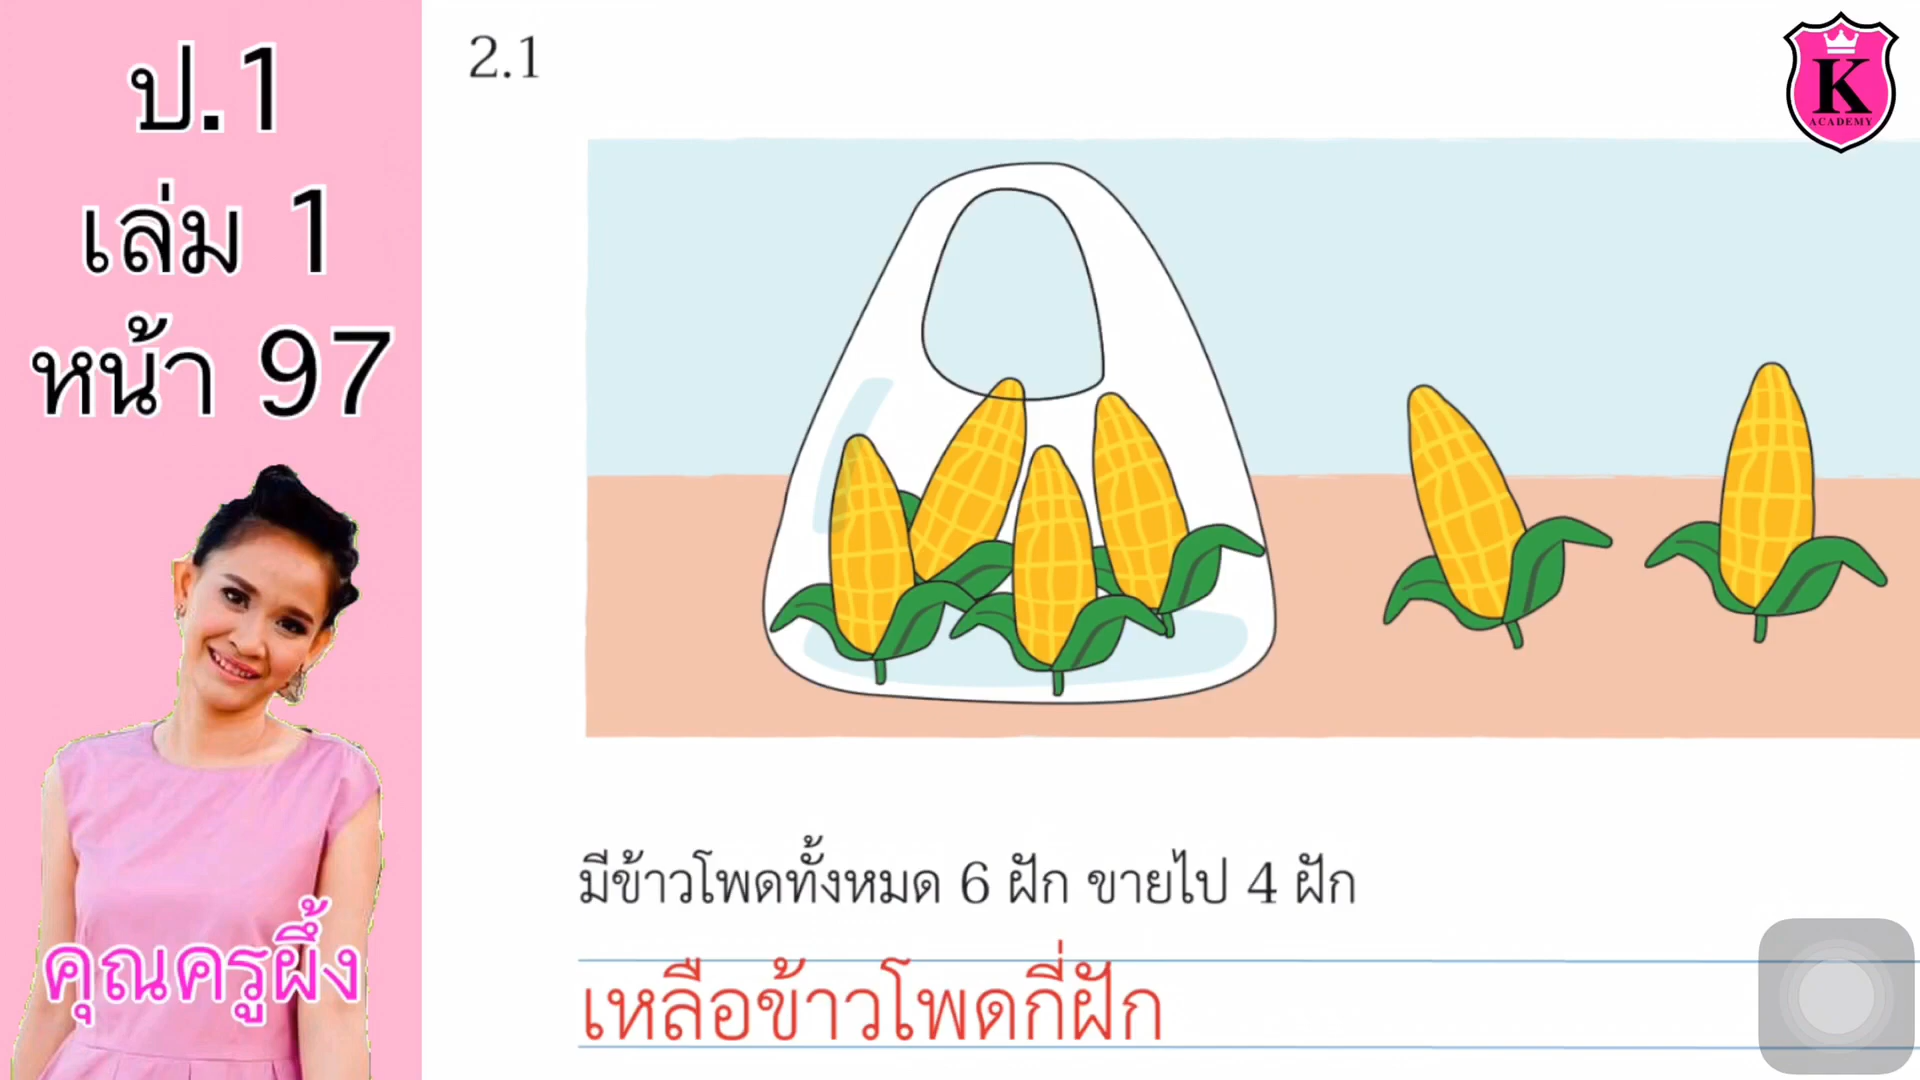 ป.1
เล่ม 1
หน้า 97
คุณครูผึ้ง
2.1
K
ACADEMY
มีข้าวโพดทั้งหมด 6 ฝัก ขายไป 4 ฝัก
เหลือข้าวโพดกี่ฝัก